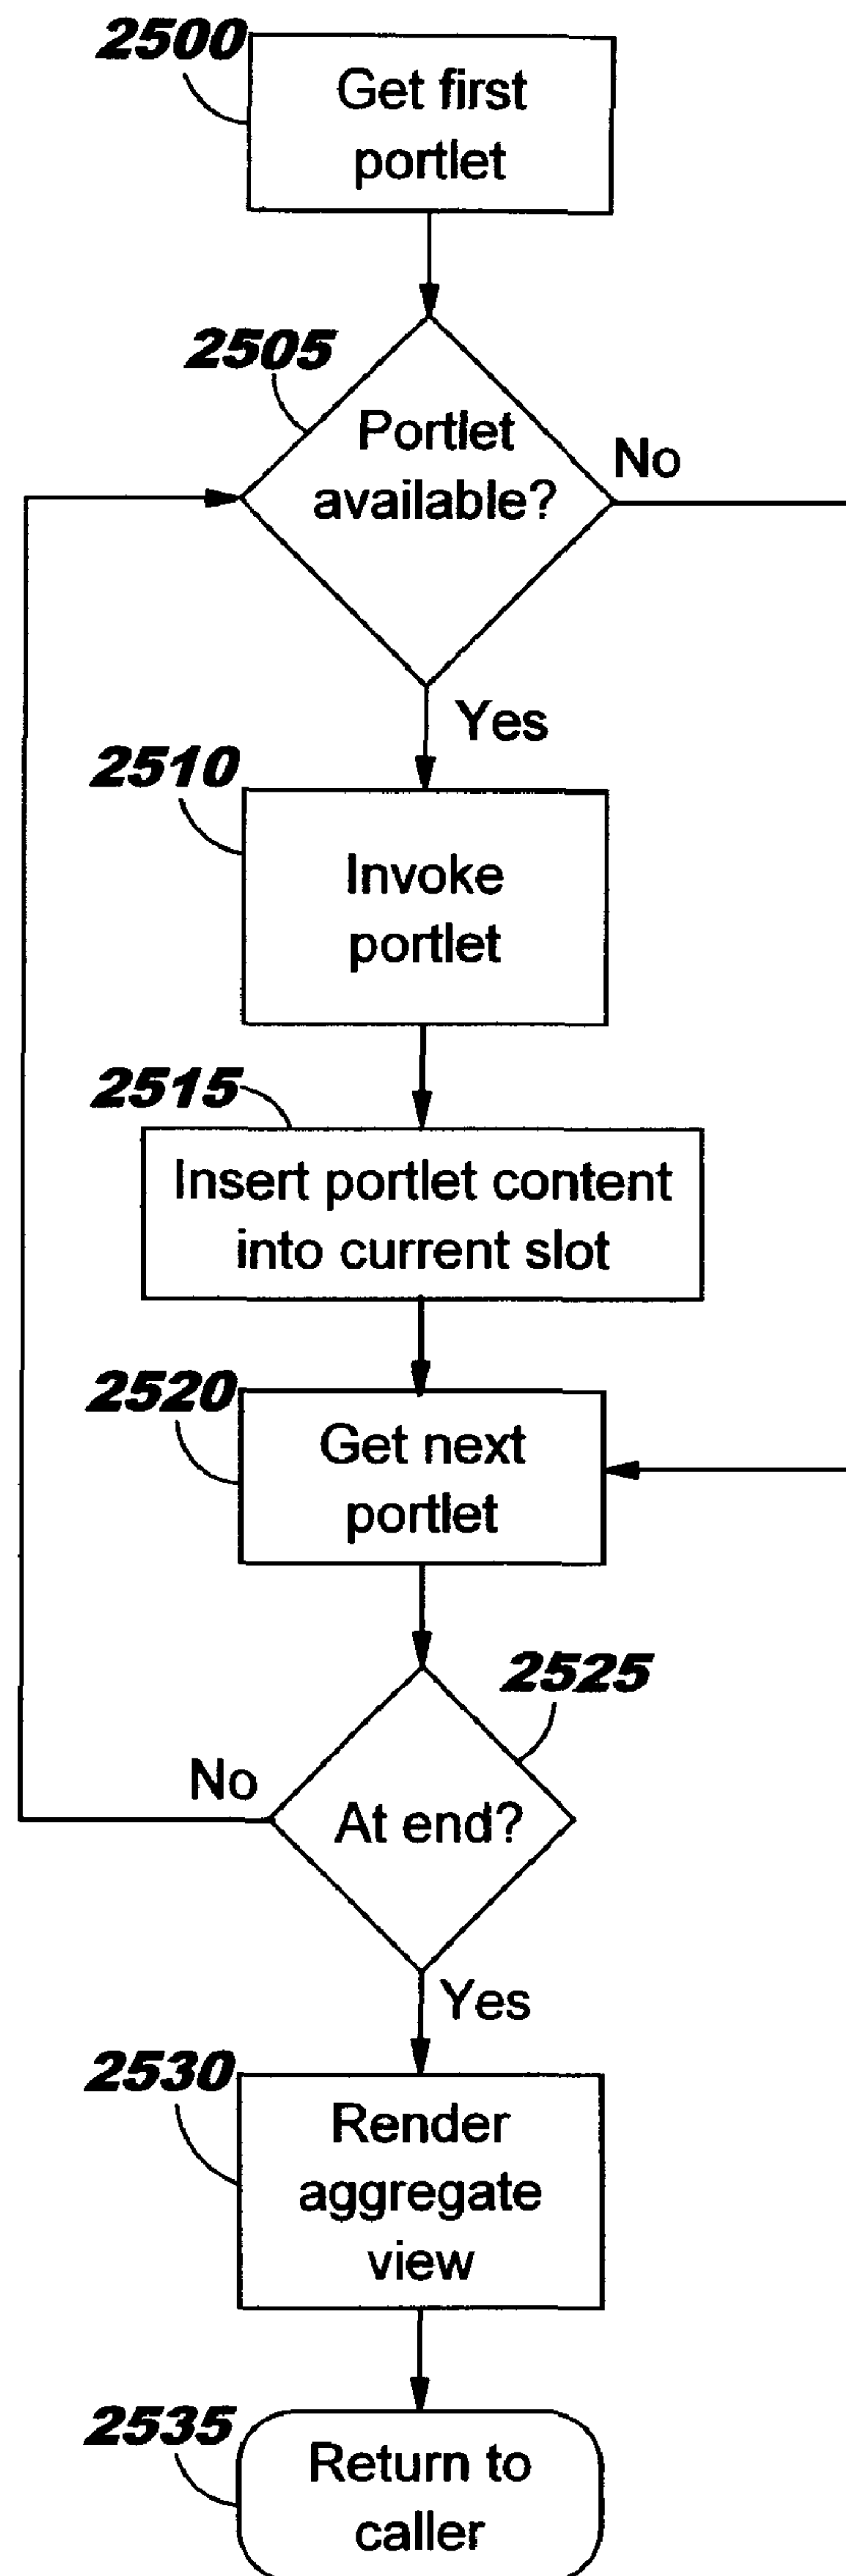 2500
Get first
portlet
2505
Portlet
available?
No
Yes
2510
Invoke
portlet
2515
Insert portlet content
into current slot
2520
Get next
portlet
2525
No
At end?
Yes
2530
Render
aggregate
view
2535
Return to
caller